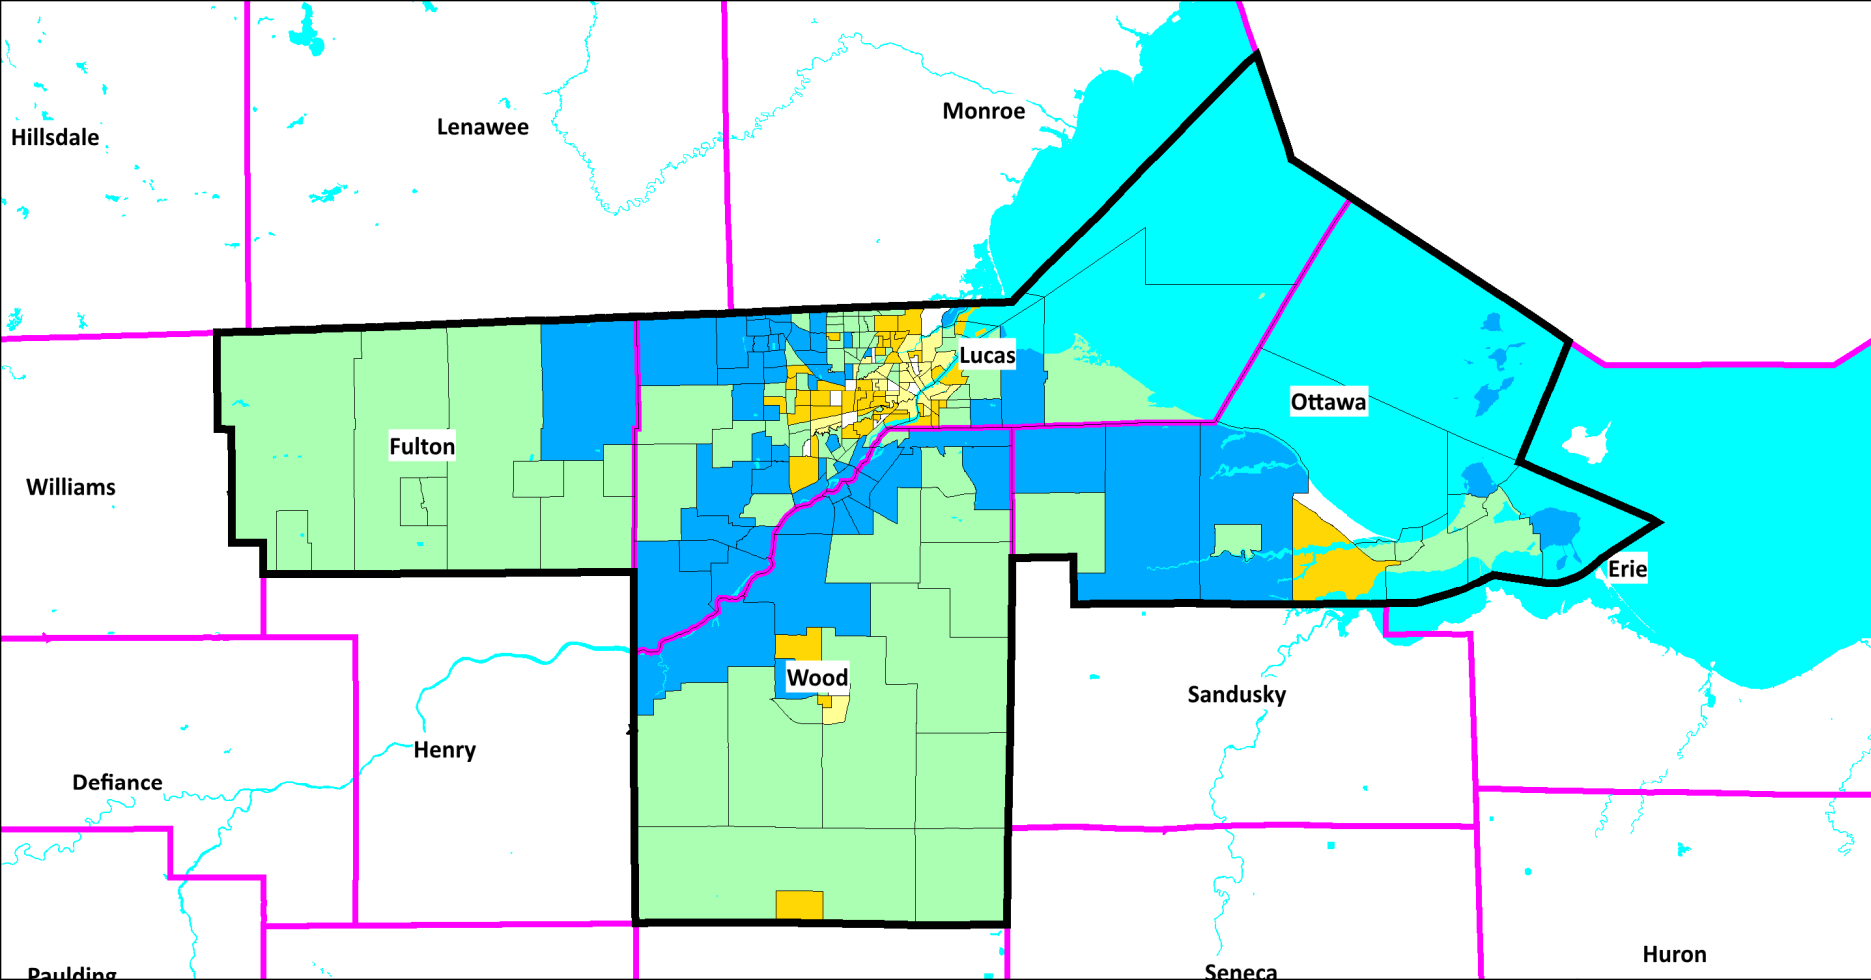 Monroe
Lenawee
Hillsdale
Lucas
Ottawa
Fulton
Williams
Erie
Wood
Sandusky
Henry
Defiance
Huron
Seneca
Paulding